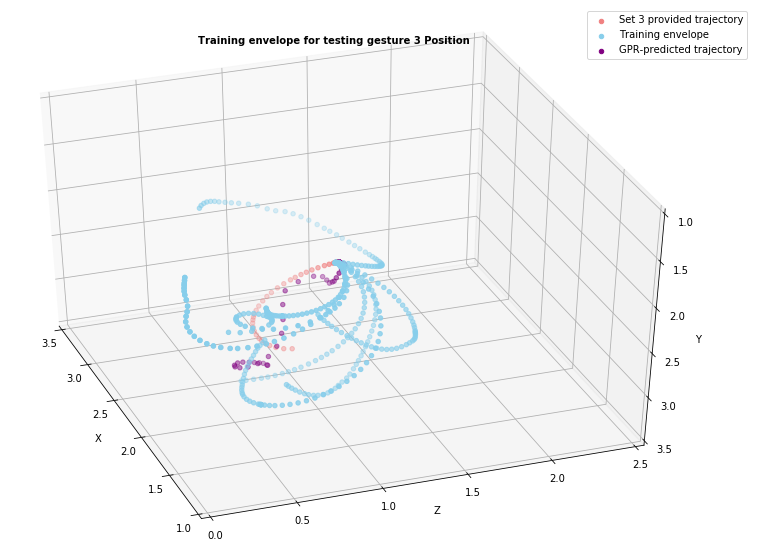 Training envelope for testing gesture 3 Position
Set 3 provided trajectory
Training envelope
GPR-predicted trajectory
3.5
3.0
2.5
2.0
1.5
1.0
X
0.0
0.5
1.0
1.5
2.0
2.5
Z
1.0
1.5
2.0
2.5
3.0
3.5
Y